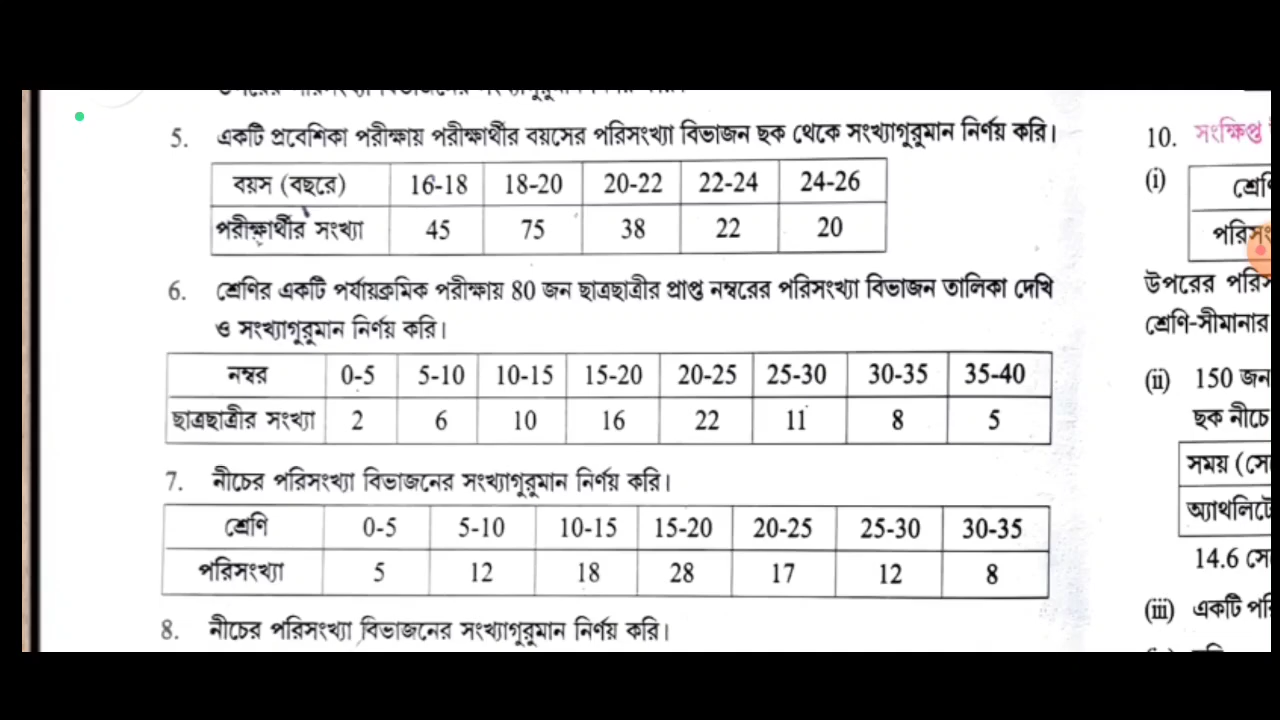 5. একটি প্রবেশিকা পরীক্ষায় পরীক্ষার্থীর বয়সের পরিসংখ্যা বিভাজন ছক থেকে সংখ্যাগুরুমান নির্ণয় করি।
বয়স (বছরে) 16-18 18-20 20-22 22-24 24-26
পরীক্ষার্থীর সংখ্যা 45 75 38 22 20
6. শ্রেণির একটি পর্যায়ক্রমিক পরীক্ষায় 80 জন ছাত্রছাত্রীর প্রাপ্ত নম্বরের পরিসংখ্যা বিভাজন তালিকা দেখি
ও সংখ্যাগুরুমান নির্ণয় করি।
নম্বর 0-5 5-10 10-15 15-20 20-25 25-30 30-35 35-40
ছাত্রছাত্রীর সংখ্যা 2 6 10 16 22 11 8 5
7. নীচের পরিসংখ্যা বিভাজনের সংখ্যাগুরুমান নির্ণয় করি।
শ্রেণি 0-5 5-10 10-15 15-20 20-25 25-30 30-35
পরিসংখ্যা 5 12 18 28 17 12 8
8. নীচের পরিসংখ্যা বিভাজনের সংখ্যাগুরুমান নির্ণয় করি।
10. সংক্ষিপ্ত
(i)
উপরের
শ্রেণি-সীমানার
(ii) 150 জন
ছক নীচে
সময়
14.6
(iii) একটি